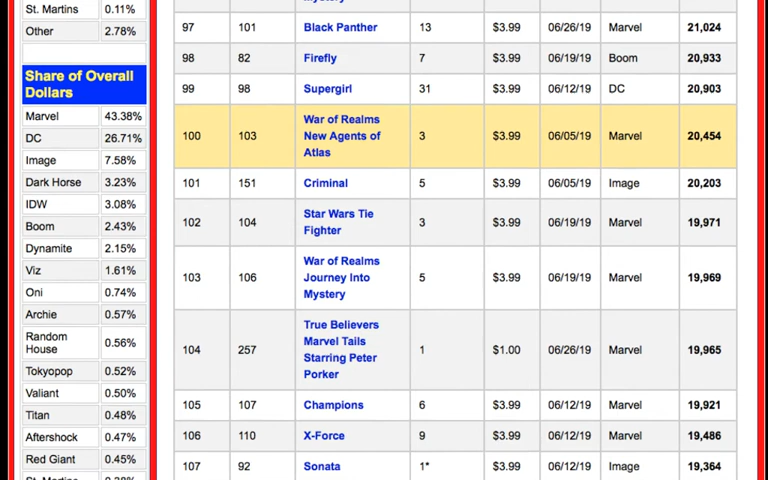 St. Martins 0.11%
Other 2.78%
Share of Overall
Dollars
Marvel 43.38%
DC 26.71%
Image 7.58%
Dark Horse 3.23%
IDW 3.08%
Boom 2.43%
Dynamite 2.15%
Viz 1.61%
Oni 0.74%
Archie 0.57%
Random
House 0.56%
Tokyopop 0.52%
Valiant 0.50%
Titan 0.48%
Aftershock 0.47%
Red Giant 0.45%
St. Martins 0.38%
Mystery
97 101 Black Panther 13 $3.99 06/26/19 Marvel 21,024
98 82 Firefly 7 $3.99 06/19/19 Boom 20,933
99 98 Supergirl 31 $3.99 06/12/19 DC 20,903
War of Realms
100 103 New Agents of 3 $3.99 06/05/19 Marvel 20,454
Atlas
101 151 Criminal 5 $3.99 06/05/19 Image 20,203
Star Wars Tie
102 104 Fighter 3 $3.99 06/19/19 Marvel 19,971
War of Realms
103 106 Journey Into 5 $3.99 06/19/19 Marvel 19,969
Mystery
True Believers
Marvel Tails
104 257 Starring Peter 1 $1.00 06/26/19 Marvel 19,965
Porker
105 107 Champions 6 $3.99 06/12/19 Marvel 19,921
106 110 X-Force 9 $3.99 06/12/19 Marvel 19,486
107 92 Sonata 1* $3.99 06/12/19 Image 19,364